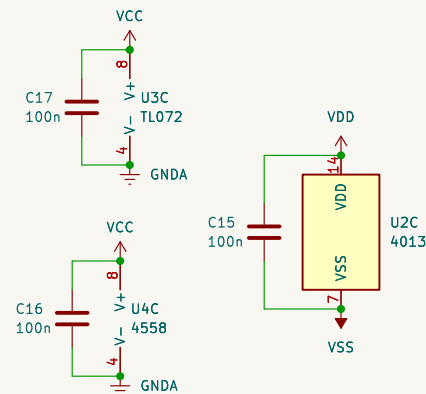 VCC
8
C17
100n
V+
V-
U3C
TL072
4
GNDA
VDD
14
VDD
C15
100n
U2C
4013
VSS
7
VSS
VCC
8
C16
100n
V+
V-
U4C
4558
4
GNDA